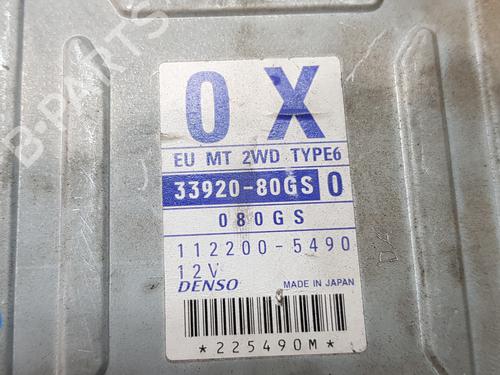 B-PARTS
0 X
EU MT 2WD TYPE6
33920-80GS 0
080GS
112200-5490
12V
DENSO MADE IN JAPAN
*225490M*